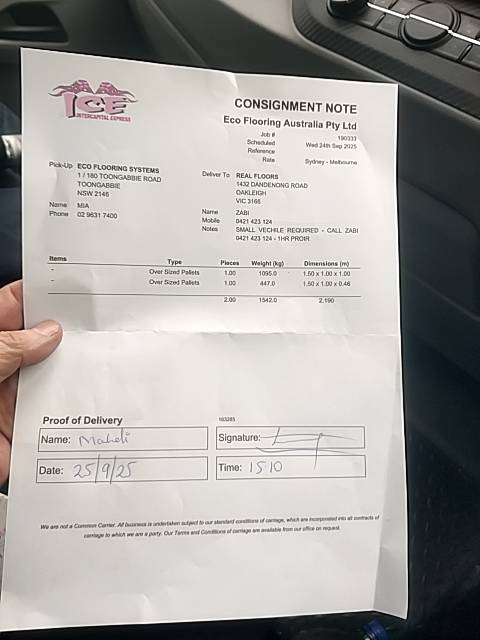 ICE
INTERCAPITAL EXPRESS
CONSIGNMENT NOTE
Eco Flooring Australia Pty Ltd
Job # 190333
Scheduled Wed 24th Sep 2025
Reference
Rate Sydney - Melbourne
Pick-Up ECO FLOORING SYSTEMS
1 / 180 TOONGABBIE ROAD
TOONGABBIE
NSW 2146
Name MIA
Phone 02 9631 7400
Deliver To REAL FLOORS
1432 DANDENONG ROAD
OAKLEIGH
VIC 3166
Name ZABI
Mobile 0421 423 124
Notes SMALL VECHILE REQUIRED - CALL ZABI
0421 423 124 - 1HR PROIR
Items Type Pieces Weight (kg) Dimensions (m)
- Over Sized Pallets 1.00 1095.0 1.50 x 1.00 x 1.00
- Over Sized Pallets 1.00 447.0 1.50 x 1.00 x 0.46
2.00 1542.0 2.190
Proof of Delivery 163285
Name: Mahdi Signature:
Date: 25/9/25 Time: 1510
We are not a Common Carrier. All business is undertaken subject to our standard conditions of carriage, which are incorporated into all contracts of
carriage to which we are a party. Our Terms and Conditions of carriage are available from our office on request.